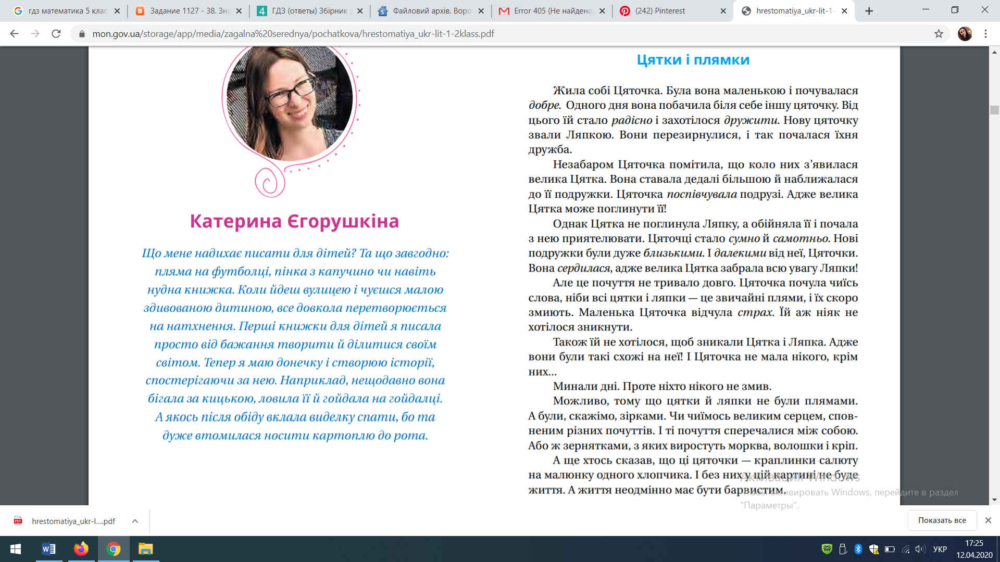 гдз математика 5 клас
Задание 1127 - 38. Зна
ГДЗ (ответы) Збірник з
Файловий архів. Воро
Error 405 (Не найдено)
(242) Pinterest
hrestomatiya_ukr-lit-1-
mon.gov.ua/storage/app/media/zagalna%20serednya/pochatkova/hrestomatiya_ukr-lit-1-2klass.pdf
Катерина Єгорушкіна
Що мене надихає писати для дітей? Та що завгодно:
пляма на футболці, пінка з капучино чи навіть
нудна книжка. Коли йдеш вулицею і чуєшся малою
здивованою дитиною, все довкола перетворюється
на натхнення. Перші книжки для дітей я писала
просто від бажання творити й ділитися своїм
світом. Тепер я маю донечку і створюю історії,
спостерігаючи за нею. Наприклад, нещодавно вона
бігала за кицькою, ловила її й гойдала на гойдалці.
А якось після обіду вклала виделку спати, бо та
дуже втомилася носити картоплю до рота.
Цятки і плямки
Жила собі Цяточка. Була вона маленькою і почувалася
добре. Одного дня вона побачила біля себе іншу цяточку. Від
цього їй стало радісно і захотілося дружити. Нову цяточку
звали Ляпкою. Вони перезирнулися, і так почалася їхня
дружба.
Незабаром Цяточка помітила, що коло них з’явилася
велика Цятка. Вона ставала дедалі більшою й наближалася
до її подружки. Цяточка поспівчувала подрузі. Адже велика
Цятка може поглинути її!
Однак Цятка не поглинула Ляпку, а обійняла її і почала
з нею приятелювати. Цяточці стало сумно й самотньо. Нові
подружки були дуже близькими. І далекими від неї, Цяточки.
Вона сердилася, адже велика Цятка забрала всю увагу Ляпки!
Але це почуття не тривало довго. Цяточка почула чиїсь
слова, ніби всі цятки і ляпки — це звичайні плями, і їх скоро
змиють. Маленька Цяточка відчула страх. Їй аж ніяк не
хотілося зникнути.
Також їй не хотілося, щоб зникали Цятка і Ляпка. Адже
вони були такі схожі на неї! І Цяточка не мала нікого, крім
них...
Минали дні. Проте ніхто нікого не змив.
Можливо, тому що цятки й ляпки не були плямами.
А були, скажімо, зірками. Чи чиїмось великим серцем, спов-
неним різних почуттів. І ті почуття сперечалися між собою.
Або ж зернятками, з яких виростуть морква, волошки і кріп.
А ще хтось сказав, що ці цяточки — краплинки салюту
на малюнку одного хлопчика. І без них у цій картині не буде
життя. А життя неодмінно має бути барвистим.
Активация Windows
Чтобы активировать Windows, перейдите в раздел
"Параметры".
hrestomatiya_ukr-l....pdf
Показать все
УКР
17:25
12.04.2020